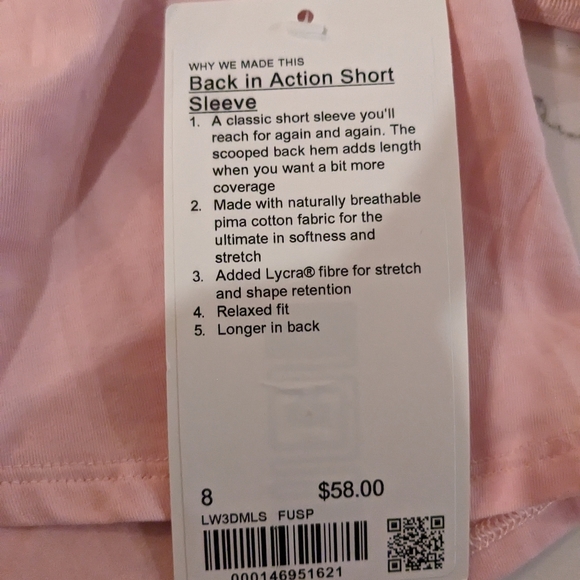 WHY WE MADE THIS
Back in Action Short
Sleeve
1. A classic short sleeve you'll
reach for again and again. The
scooped back hem adds length
when you want a bit more
coverage
2. Made with naturally breathable
pima cotton fabric for the
ultimate in softness and
stretch
3. Added Lycra® fibre for stretch
and shape retention
4. Relaxed fit
5. Longer in back
8 $58.00
LW3DMLS FUSP
000146951621